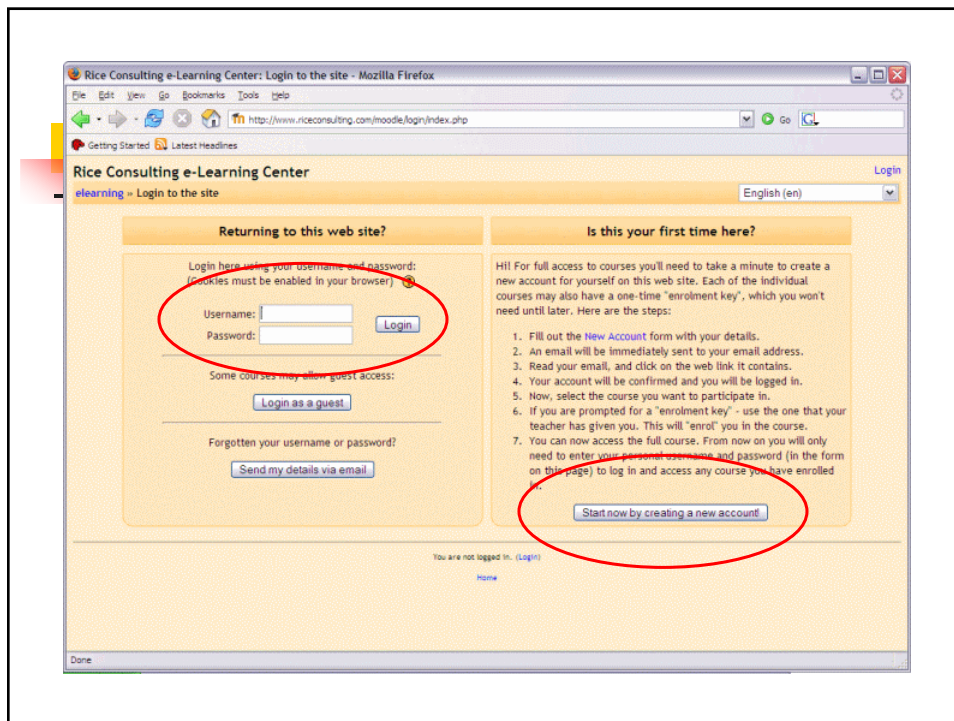 Rice Consulting e-Learning Center: Login to the site - Mozilla Firefox
File Edit View Go Bookmarks Tools Help
http://www.riceconsulting.com/moodle/login/index.php
Go
G
Getting Started Latest Headlines
Rice Consulting e-Learning Center
Login
elearning » Login to the site
English (en)
Returning to this web site?
Login here using your username and password:
(Cookies must be enabled in your browser) ?
Username:
Password:
Login
Some courses may allow guest access:
Login as a guest
Forgotten your username or password?
Send my details via email
Is this your first time here?
Hi! For full access to courses you'll need to take a minute to create a
new account for yourself on this web site. Each of the individual
courses may also have a one-time "enrolment key", which you won't
need until later. Here are the steps:
1. Fill out the New Account form with your details.
2. An email will be immediately sent to your email address.
3. Read your email, and click on the web link it contains.
4. Your account will be confirmed and you will be logged in.
5. Now, select the course you want to participate in.
6. If you are prompted for a "enrolment key" - use the one that your
teacher has given you. This will "enrol" you in the course.
7. You can now access the full course. From now on you will only
need to enter your personal username and password (in the form
on this page) to log in and access any course you have enrolled
in.
Start now by creating a new account!
You are not logged in. (Login)
Home
Done